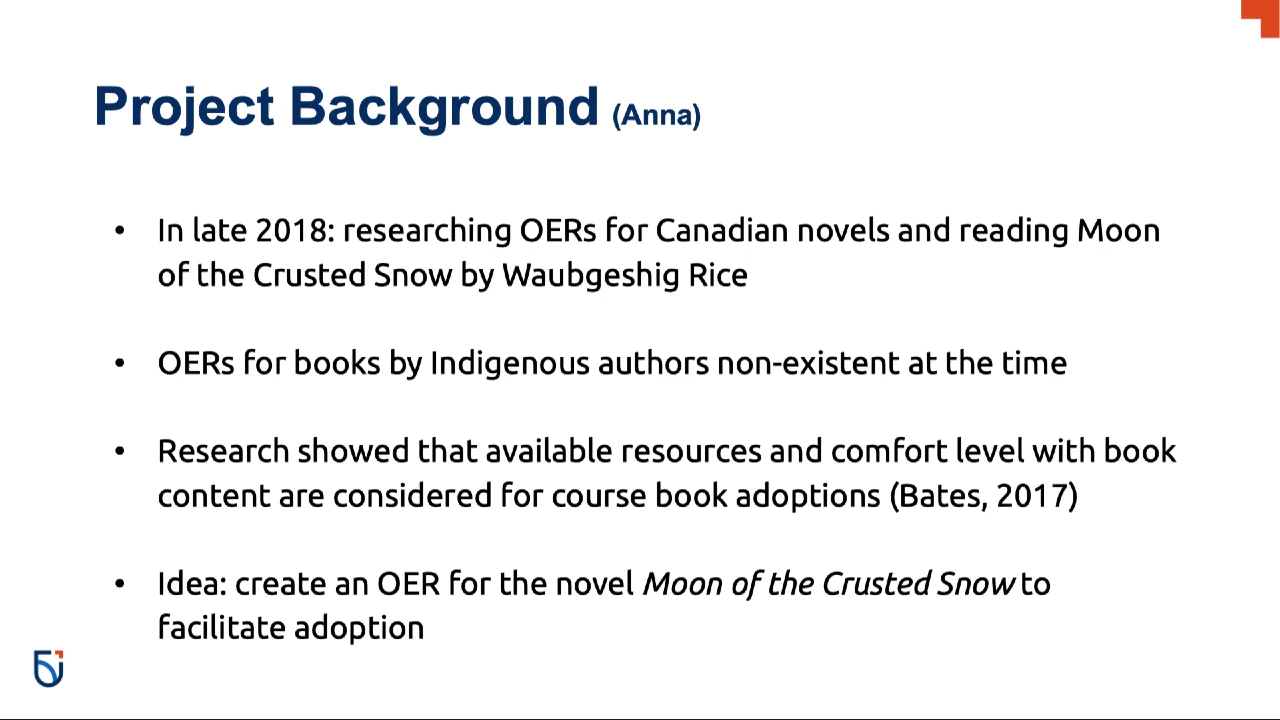 Project Background (Anna)
• In late 2018: researching OERs for Canadian novels and reading Moon
of the Crusted Snow by Waubgeshig Rice
• OERs for books by Indigenous authors non-existent at the time
• Research showed that available resources and comfort level with book
content are considered for course book adoptions (Bates, 2017)
• Idea: create an OER for the novel Moon of the Crusted Snow to
facilitate adoption